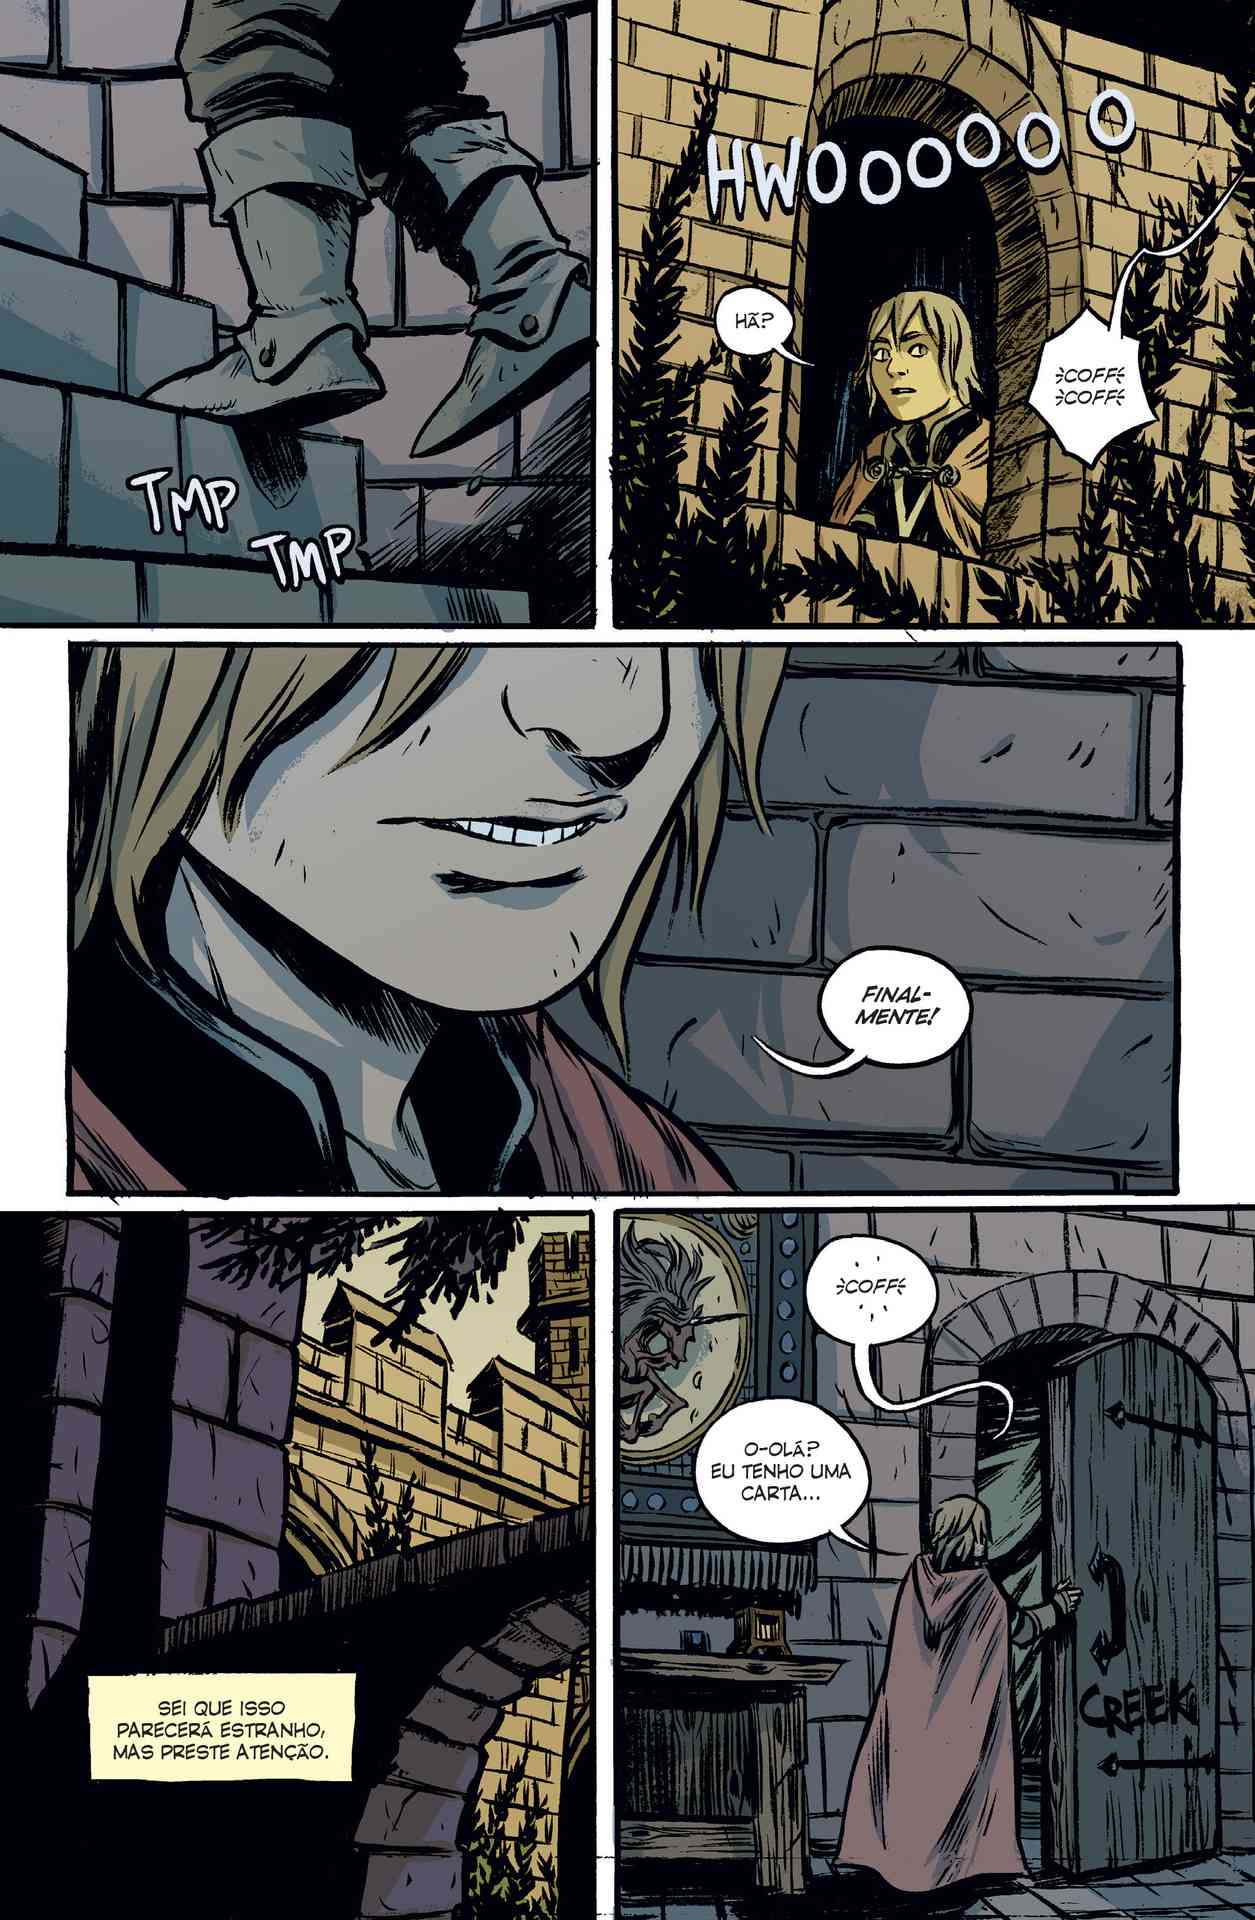 TMP
TMP
HWOOOOOO
HÃ?
COFF
COFF
FINAL-
MENTE!
SEI QUE ISSO
PARECERÁ ESTRANHO,
MAS PRESTE ATENÇÃO.
COFF
O-OLÁ?
EU TENHO UMA
CARTA...
CREEK